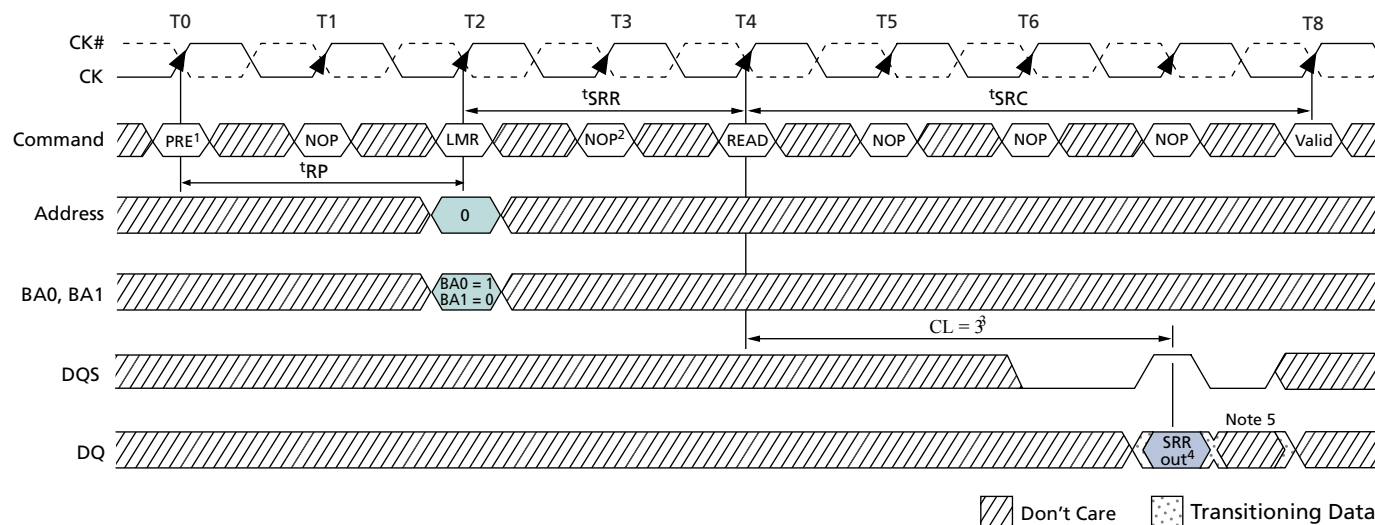 T0 T1 T2 T3 T4 T5 T6 T8
CK#
CK
tSRR tSRC
Command PRE1 NOP LMR NOP2 READ NOP NOP NOP Valid
tRP
Address 0
BA0, BA1 BA0 = 1
BA1 = 0
CL = 33
DQS
Note 5
DQ SRR
out4
Don't Care Transitioning Data